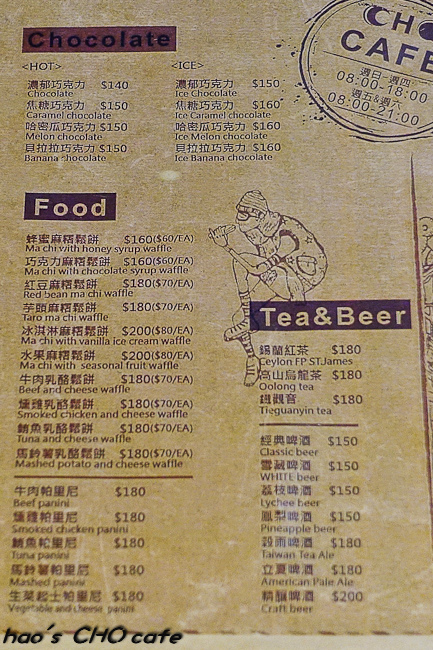 Chocolate
<HOT>
濃郁巧克力 $140
Chocolate
焦糖巧克力 $150
Caramel chocolate
哈密瓜巧克力 $150
Melon chocolate
貝拉拉巧克力 $150
Banana chocolate
<ICE>
濃郁巧克力 $150
Ice Chocolate
焦糖巧克力 $160
Ice Caramel chocolate
哈密瓜巧克力 $160
Ice Melon chocolate
貝拉拉巧克力 $160
Ice Banana chocolate
CHO
CAFE
週日-週四
08:00-18:00
週五&週六
08:00-21:00
Food
蜂蜜麻糬鬆餅 $160($60/EA)
Ma chi with honey syrup waffle
巧克力麻糬鬆餅 $160($60/EA)
Ma chi with chocolate syrup waffle
紅豆麻糬鬆餅 $180($70/EA)
Red bean ma chi waffle
芋頭麻糬鬆餅 $180($70/EA)
Taro ma chi waffle
冰淇淋麻糬鬆餅 $200($80/EA)
Ma chi with vanilla ice cream waffle
水果麻糬鬆餅 $200($80/EA)
Ma chi with seasonal fruit waffle
牛肉乳酪鬆餅 $180($70/EA)
Beef and cheese waffle
燻雞乳酪鬆餅 $180($70/EA)
Smoked chicken and cheese waffle
鮪魚乳酪鬆餅 $180($70/EA)
Tuna and cheese waffle
馬鈴薯乳酪鬆餅 $180($70/EA)
Mashed potato and cheese waffle
牛肉帕里尼 $180
Beef panini
燻雞帕里尼 $180
Smoked chicken panini
鮪魚帕里尼 $180
Tuna panini
馬鈴薯帕里尼 $180
Mashed panini
生菜起士帕里尼 $180
Vegetable and cheese panini
Tea&Beer
錫蘭紅茶 $180
Ceylon FP ST.James
高山烏龍茶 $180
Oolong tea
鐵觀音 $180
Tieguanyin tea
經典啤酒 $150
Classic beer
雪藏啤酒 $150
WHITE beer
荔枝啤酒 $150
Lychee beer
鳳梨啤酒 $150
Pineapple beer
穀雨啤酒 $180
Taiwan Tea Ale
立夏啤酒 $180
American Pale Ale
精釀啤酒 $200
Craft beer
hao's CHO cafe